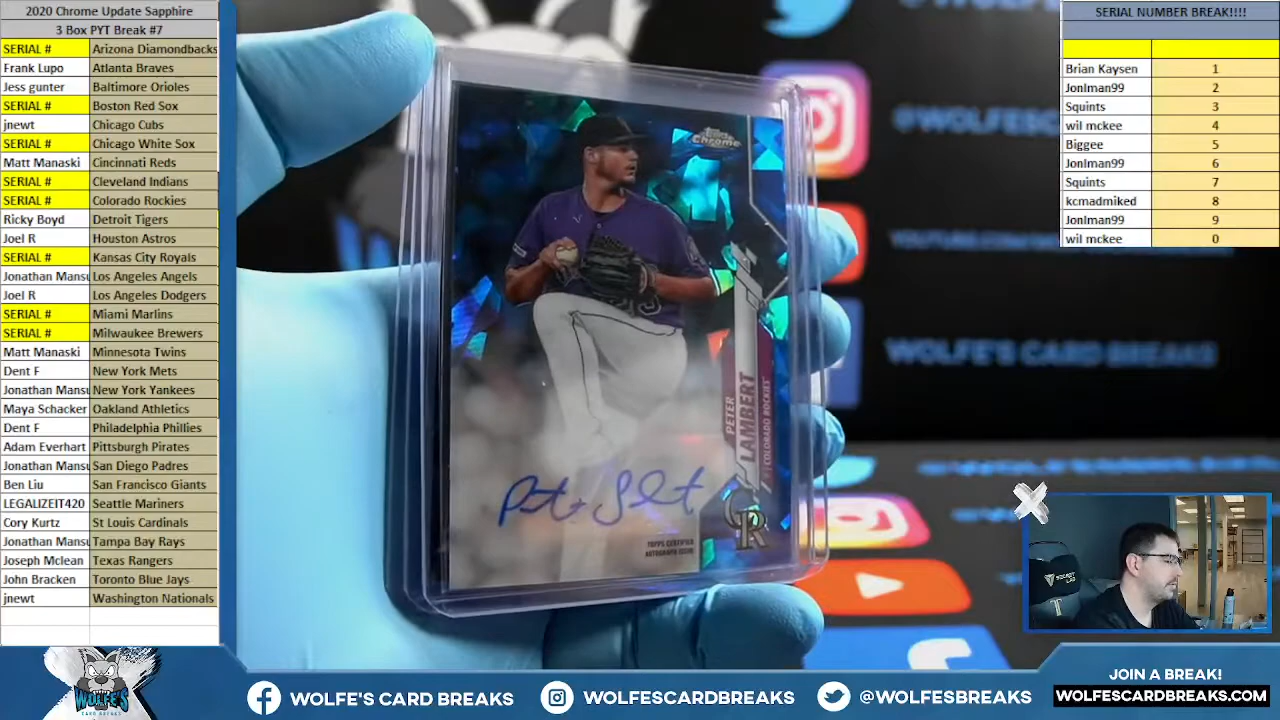 2020 Chrome Update Sapphire
3 Box PYT Break #7
SERIAL # Arizona Diamondbacks
Frank Lupo Atlanta Braves
Jess gunter Baltimore Orioles
SERIAL # Boston Red Sox
jnewt Chicago Cubs
SERIAL # Chicago White Sox
Matt Manaski Cincinnati Reds
SERIAL # Cleveland Indians
SERIAL # Colorado Rockies
Ricky Boyd Detroit Tigers
Joel R Houston Astros
SERIAL # Kansas City Royals
Jonathan Mansu Los Angeles Angels
Joel R Los Angeles Dodgers
SERIAL # Miami Marlins
SERIAL # Milwaukee Brewers
Matt Manaski Minnesota Twins
Dent F New York Mets
Jonathan Mansu New York Yankees
Maya Schacker Oakland Athletics
Dent F Philadelphia Phillies
Adam Everhart Pittsburgh Pirates
Jonathan Mansu San Diego Padres
Ben Liu San Francisco Giants
LEGALIZEIT420 Seattle Mariners
Cory Kurtz St Louis Cardinals
Jonathan Mansu Tampa Bay Rays
Joseph Mclean Texas Rangers
John Bracken Toronto Blue Jays
jnewt Washington Nationals
Topps
Chrome
PETER
LAMBERT
COLORADO ROCKIES
CR
TOPPS CERTIFIED
AUTOGRAPH ISSUE
WOLFE'S CARD BREAKS
SERIAL NUMBER BREAK!!!!
Brian Kaysen 1
Jonlman99 2
Squints 3
wil mckee 4
Biggee 5
Jonlman99 6
Squints 7
kcmadmiked 8
Jonlman99 9
wil mckee 0
WOLFE'S
CARD BREAKS
WOLFE'S CARD BREAKS
WOLFESCARDBREAKS
@WOLFESBREAKS
JOIN A BREAK!
WOLFESCARDBREAKS.COM